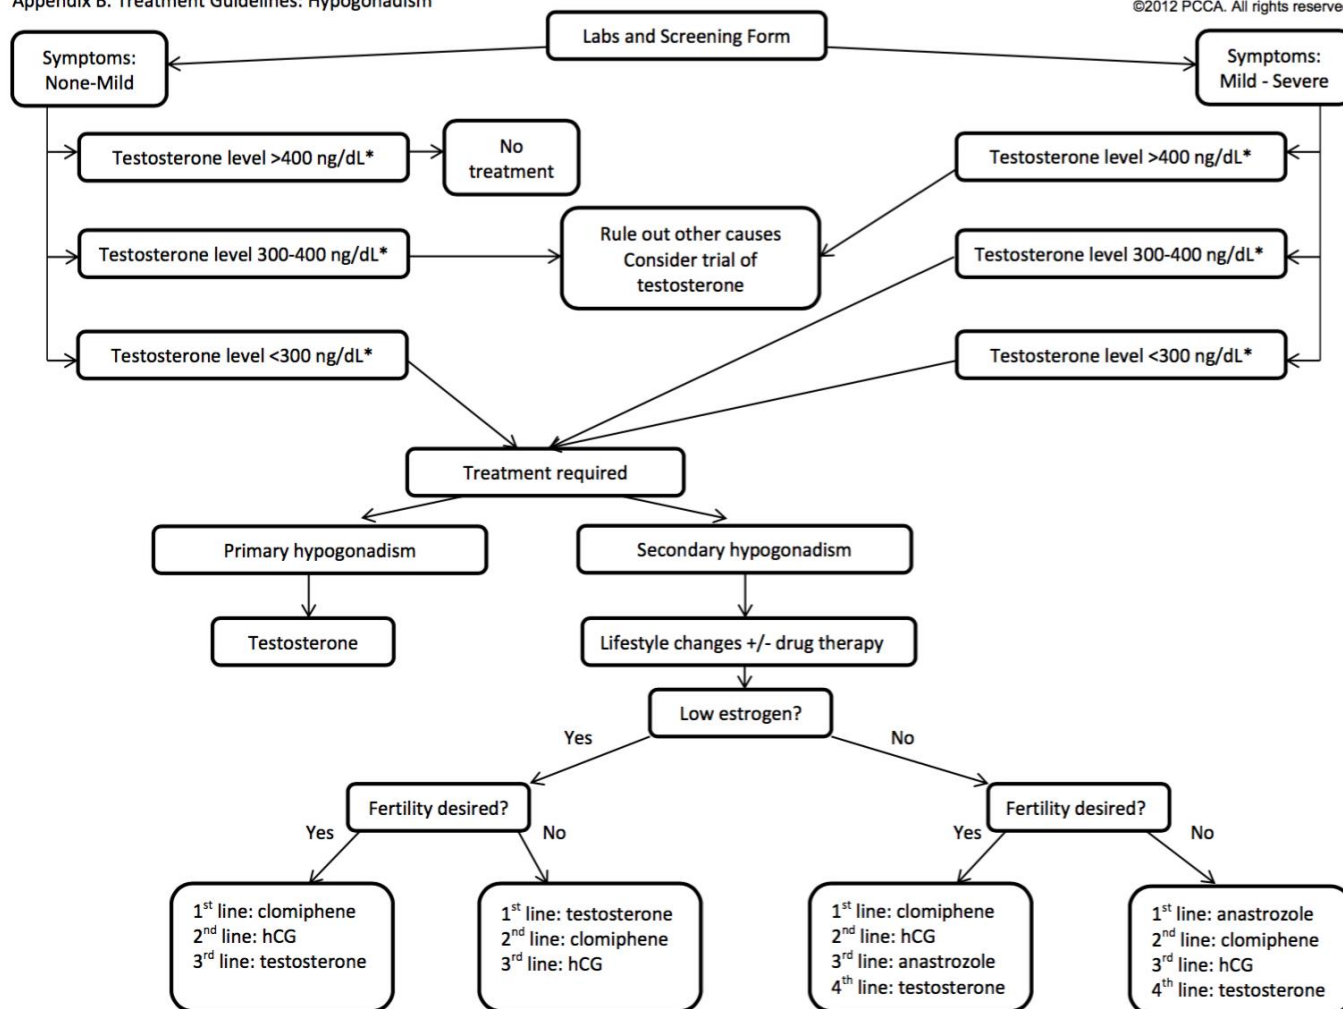 Appendix B. Treatment Guidelines: Hypogonadism
©2012 PCCA. All rights reserve
Labs and Screening Form
Symptoms:
None-Mild
Symptoms:
Mild - Severe
Testosterone level >400 ng/dL*
No
treatment
Testosterone level >400 ng/dL*
Testosterone level 300-400 ng/dL*
Rule out other causes
Consider trial of
testosterone
Testosterone level 300-400 ng/dL*
Testosterone level <300 ng/dL*
Testosterone level <300 ng/dL*
Treatment required
Primary hypogonadism
Secondary hypogonadism
Testosterone
Lifestyle changes +/- drug therapy
Low estrogen?
Yes
No
Fertility desired?
Fertility desired?
Yes
No
Yes
No
1st line: clomiphene
2nd line: hCG
3rd line: testosterone
1st line: testosterone
2nd line: clomiphene
3rd line: hCG
1st line: clomiphene
2nd line: hCG
3rd line: anastrozole
4th line: testosterone
1st line: anastrozole
2nd line: clomiphene
3rd line: hCG
4th line: testosterone